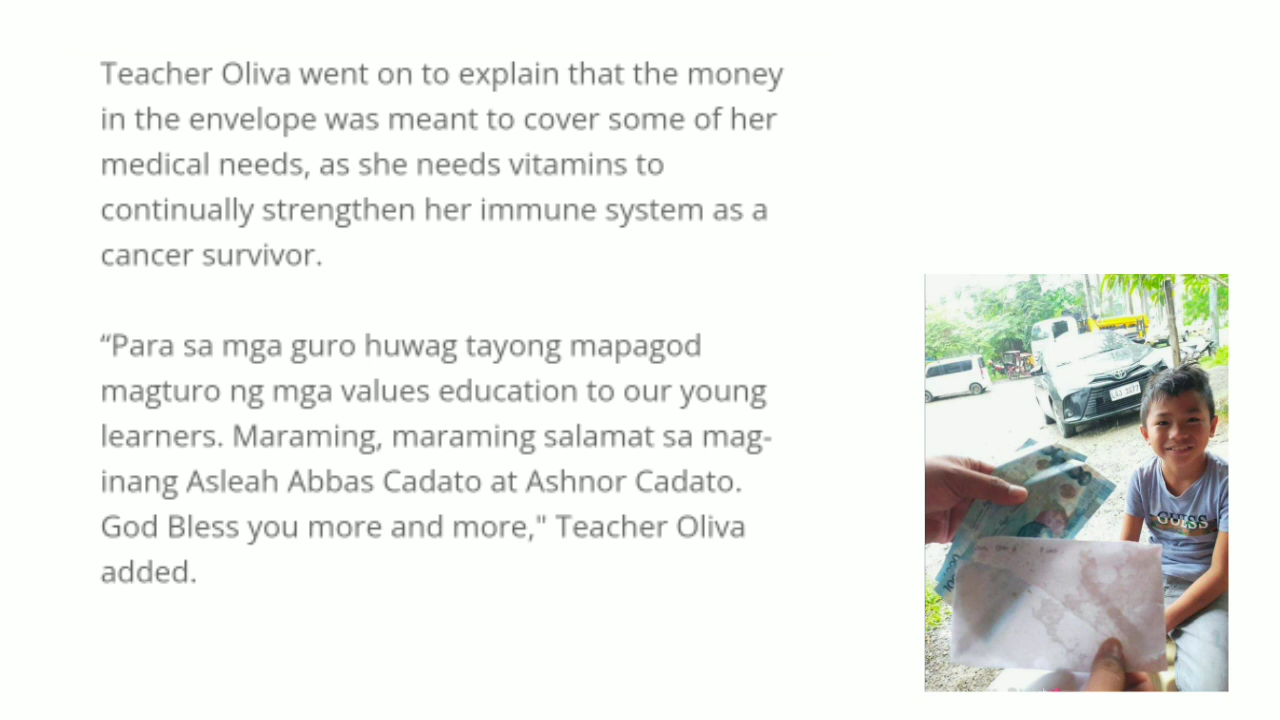 Teacher Oliva went on to explain that the money
in the envelope was meant to cover some of her
medical needs, as she needs vitamins to
continually strengthen her immune system as a
cancer survivor.
“Para sa mga guro huwag tayong mapagod
magturo ng mga values education to our young
learners. Maraming, maraming salamat sa mag-
inang Asleah Abbas Cadato at Ashnor Cadato.
God Bless you more and more," Teacher Oliva
added.
GUESS